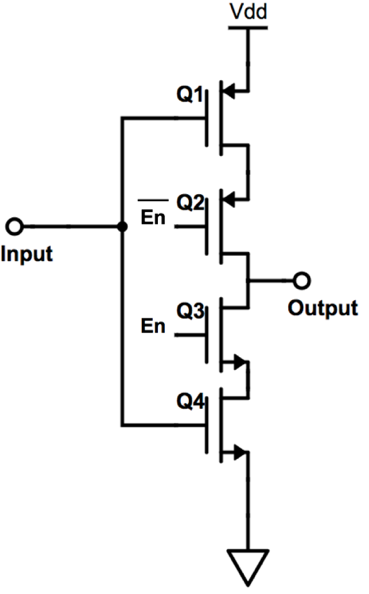 Vdd
Q1
Q2
En
Input
Q3
Output
En
Q4